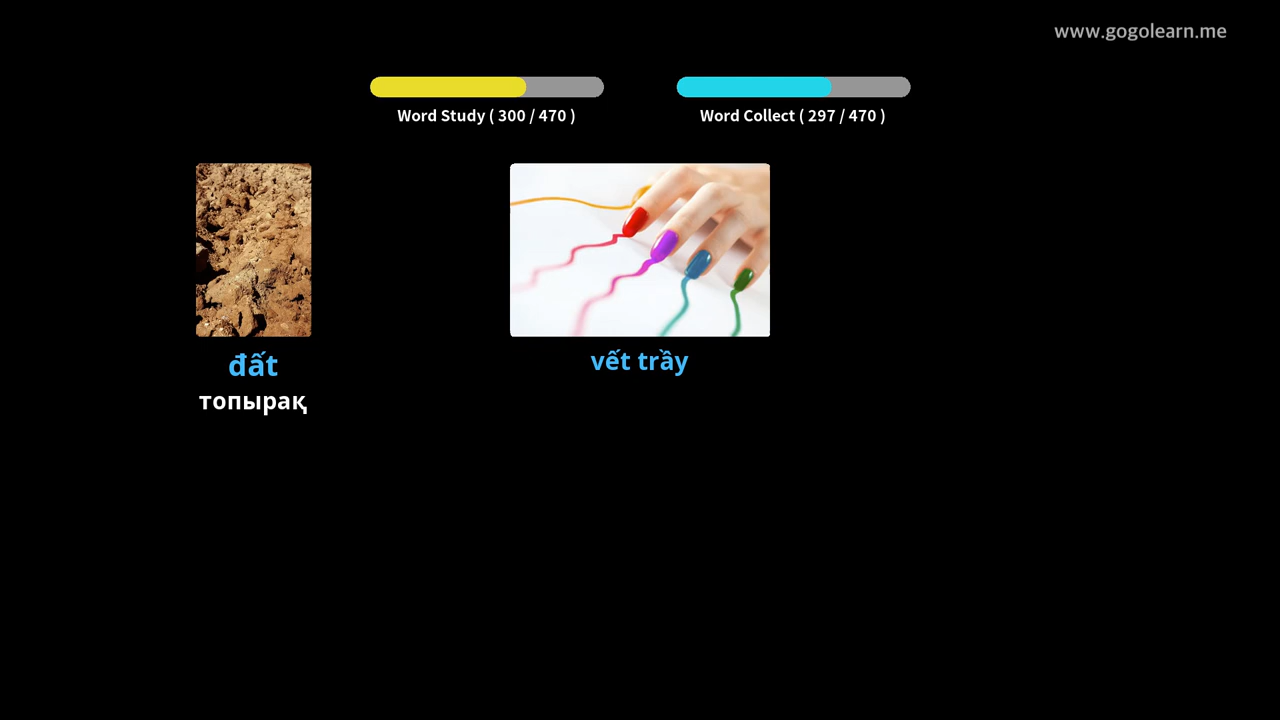 www.gogolearn.me
Word Study ( 300 / 470 )
Word Collect ( 297 / 470 )
đất
топырақ
vết trầy